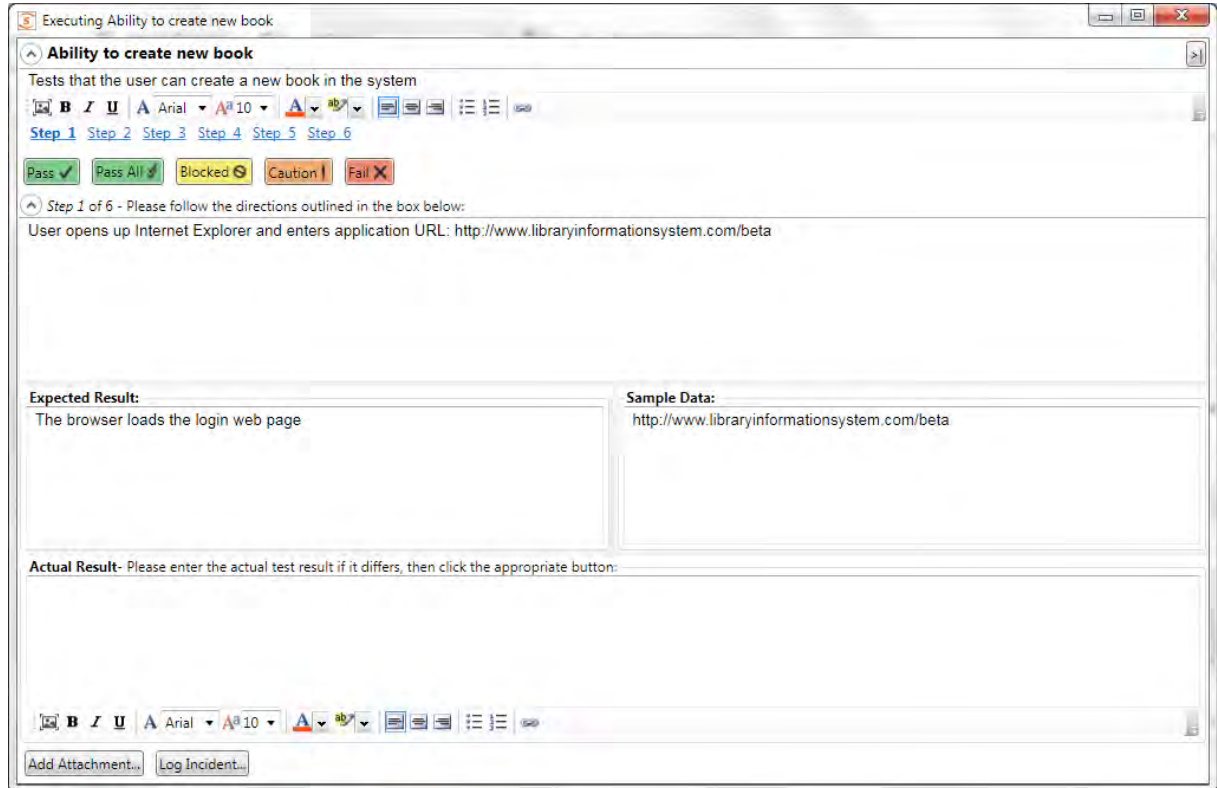 Executing Ability to create new book
Ability to create new book
Tests that the user can create a new book in the system
B I U A Arial Aa 10 A ab
Step 1 Step 2 Step 3 Step 4 Step 5 Step 6
Pass Pass All Blocked Caution Fail
Step 1 of 6 - Please follow the directions outlined in the box below:
User opens up Internet Explorer and enters application URL: http://www.libraryinformationsystem.com/beta
Expected Result:
The browser loads the login web page
Sample Data:
http://www.libraryinformationsystem.com/beta
Actual Result- Please enter the actual test result if it differs, then click the appropriate button:
B I U A Arial Aa 10 A ab
Add Attachment... Log Incident...